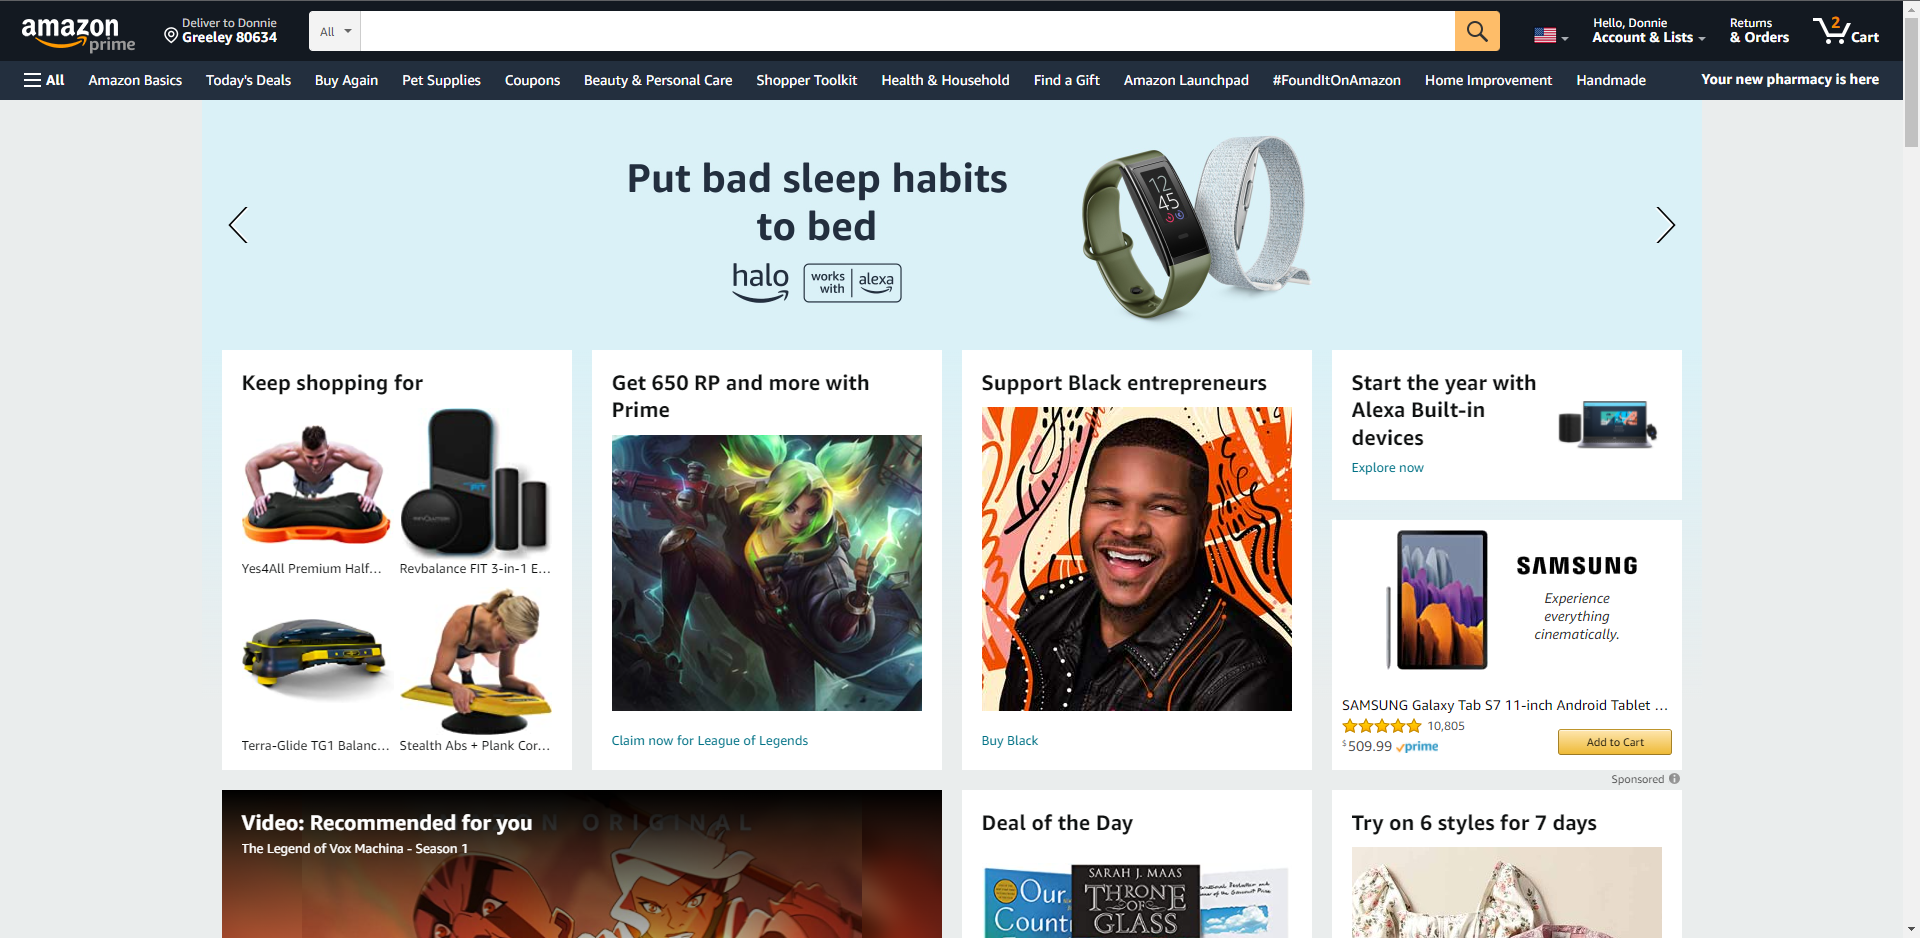 amazon
prime
Deliver to Donnie
Greeley 80634
All
Hello, Donnie
Account & Lists
Returns
& Orders
2
Cart
All
Amazon Basics
Today's Deals
Buy Again
Pet Supplies
Coupons
Beauty & Personal Care
Shopper Toolkit
Health & Household
Find a Gift
Amazon Launchpad
#FoundItOnAmazon
Home Improvement
Handmade
Your new pharmacy is here
Put bad sleep habits
to bed
halo
works
with
alexa
12
45
Keep shopping for
Yes4All Premium Half...
Revbalance FIT 3-in-1 E...
Terra-Glide TG1 Balanc...
Stealth Abs + Plank Cor...
Get 650 RP and more with
Prime
Claim now for League of Legends
Support Black entrepreneurs
Buy Black
Start the year with
Alexa Built-in
devices
Explore now
SAMSUNG
Experience
everything
cinematically.
SAMSUNG Galaxy Tab S7 11-inch Android Tablet ...
10,805
$509.99 prime
Add to Cart
Sponsored
Video: Recommended for you
N ORIGINAL
The Legend of Vox Machina - Season 1
Deal of the Day
Our
Countr
SARAH J. MAAS
THRONE
OF
GLASS
Try on 6 styles for 7 days